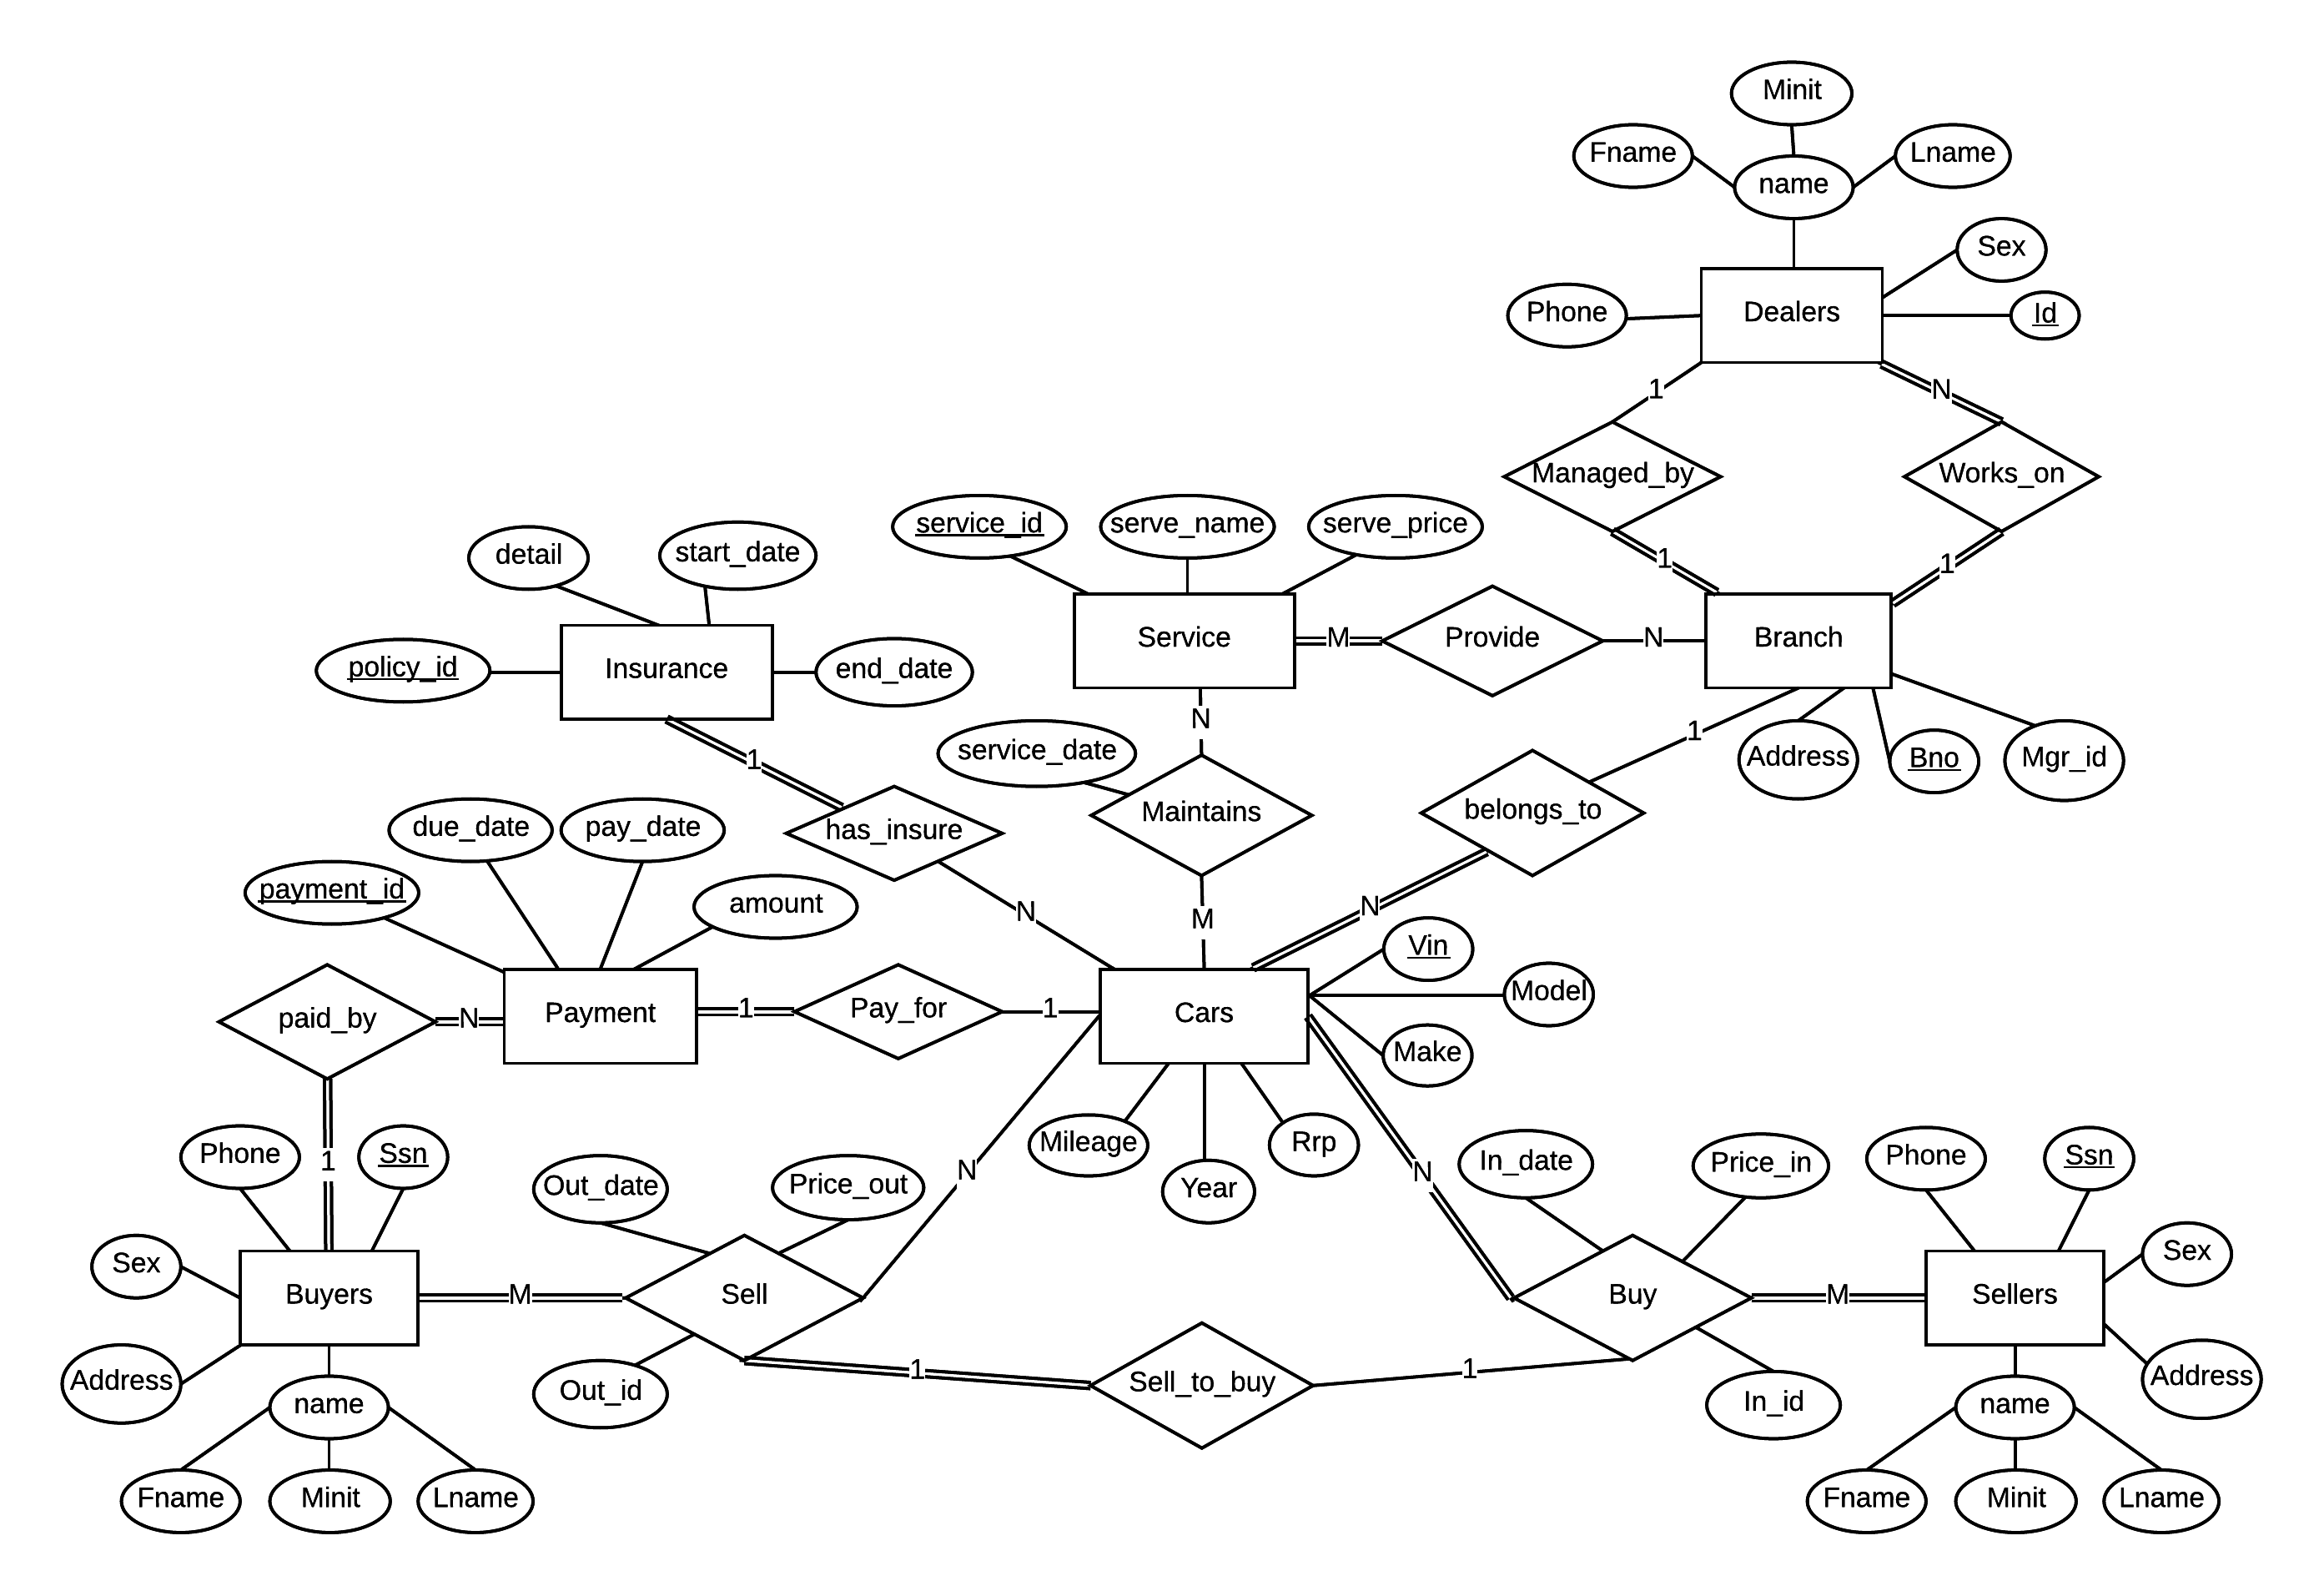 Minit
Fname
Lname
name
Sex
Phone
Dealers
Id
1
N
Managed_by
Works_on
service_id
serve_name
serve_price
detail
start_date
1
1
Service
M
Provide
N
Branch
policy_id
Insurance
end_date
N
1
service_date
Address
Bno
Mgr_id
1
Maintains
belongs_to
due_date
pay_date
has_insure
payment_id
amount
N
M
N
Vin
Model
paid_by
N
Payment
1
Pay_for
1
Cars
Make
Mileage
Rrp
Year
Phone
1
Ssn
Out_date
Price_out
N
N
In_date
Price_in
Phone
Ssn
Sex
Sex
Buyers
M
Sell
Buy
M
Sellers
Address
Out_id
1
Sell_to_buy
1
In_id
Address
name
name
Fname
Minit
Lname
Fname
Minit
Lname